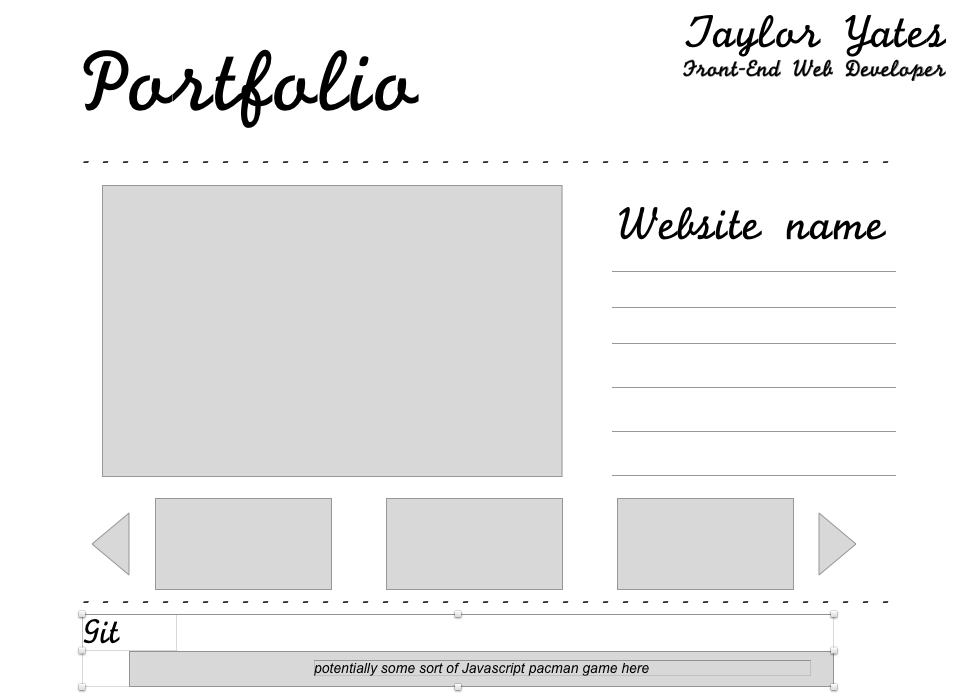 Taylor Yates
Front-End Web Developer
Portfolio
Website name
Git
potentially some sort of Javascript pacman game here